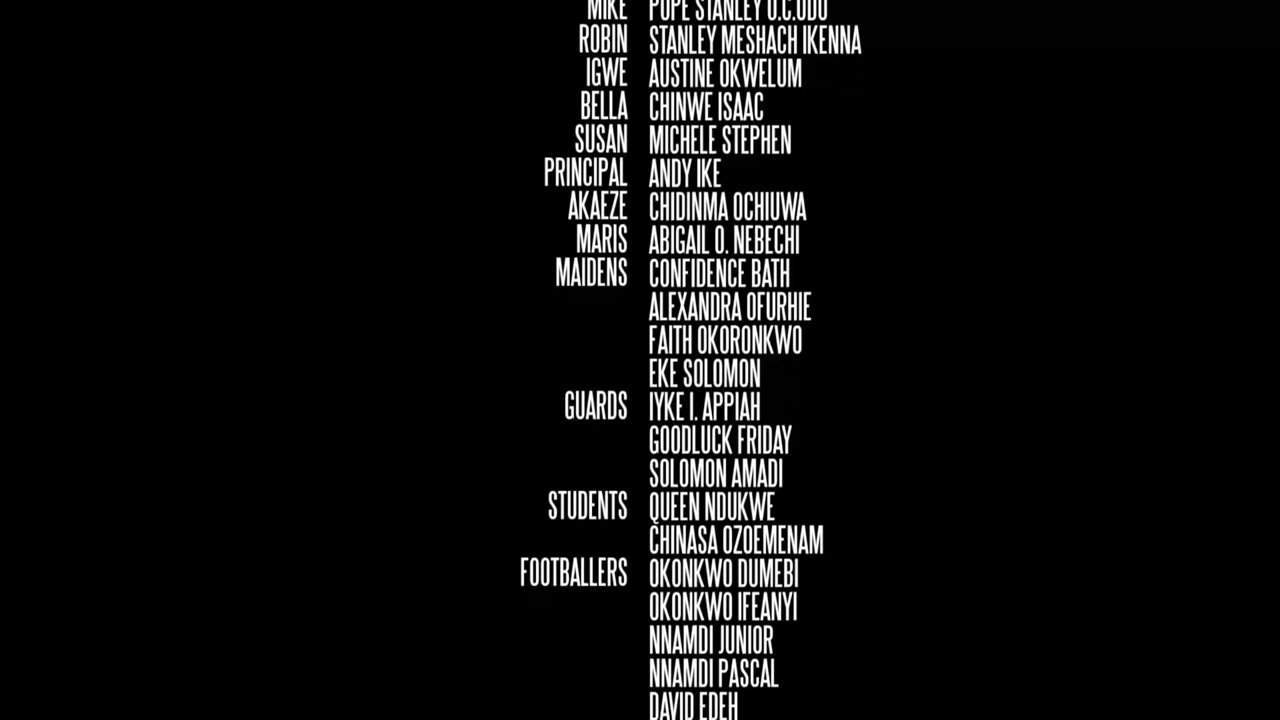 MIKE POPE STANLEY O.C.ODO
ROBIN STANLEY MESHACH IKENNA
IGWE AUSTINE OKWELUM
BELLA CHINWE ISAAC
SUSAN MICHELE STEPHEN
PRINCIPAL ANDY IKE
AKAEZE CHIDINMA OCHIUWA
MARIS ABIGAIL O. NEBECHI
MAIDENS CONFIDENCE BATH
ALEXANDRA OFURHIE
FAITH OKORONKWO
EKE SOLOMON
GUARDS IYKE I. APPIAH
GOODLUCK FRIDAY
SOLOMON AMADI
STUDENTS QUEEN NDUKWE
CHINASA OZOEMENAM
FOOTBALLERS OKONKWO DUMEBI
OKONKWO IFEANYI
NNAMDI JUNIOR
NNAMDI PASCAL
DAVID EDEH